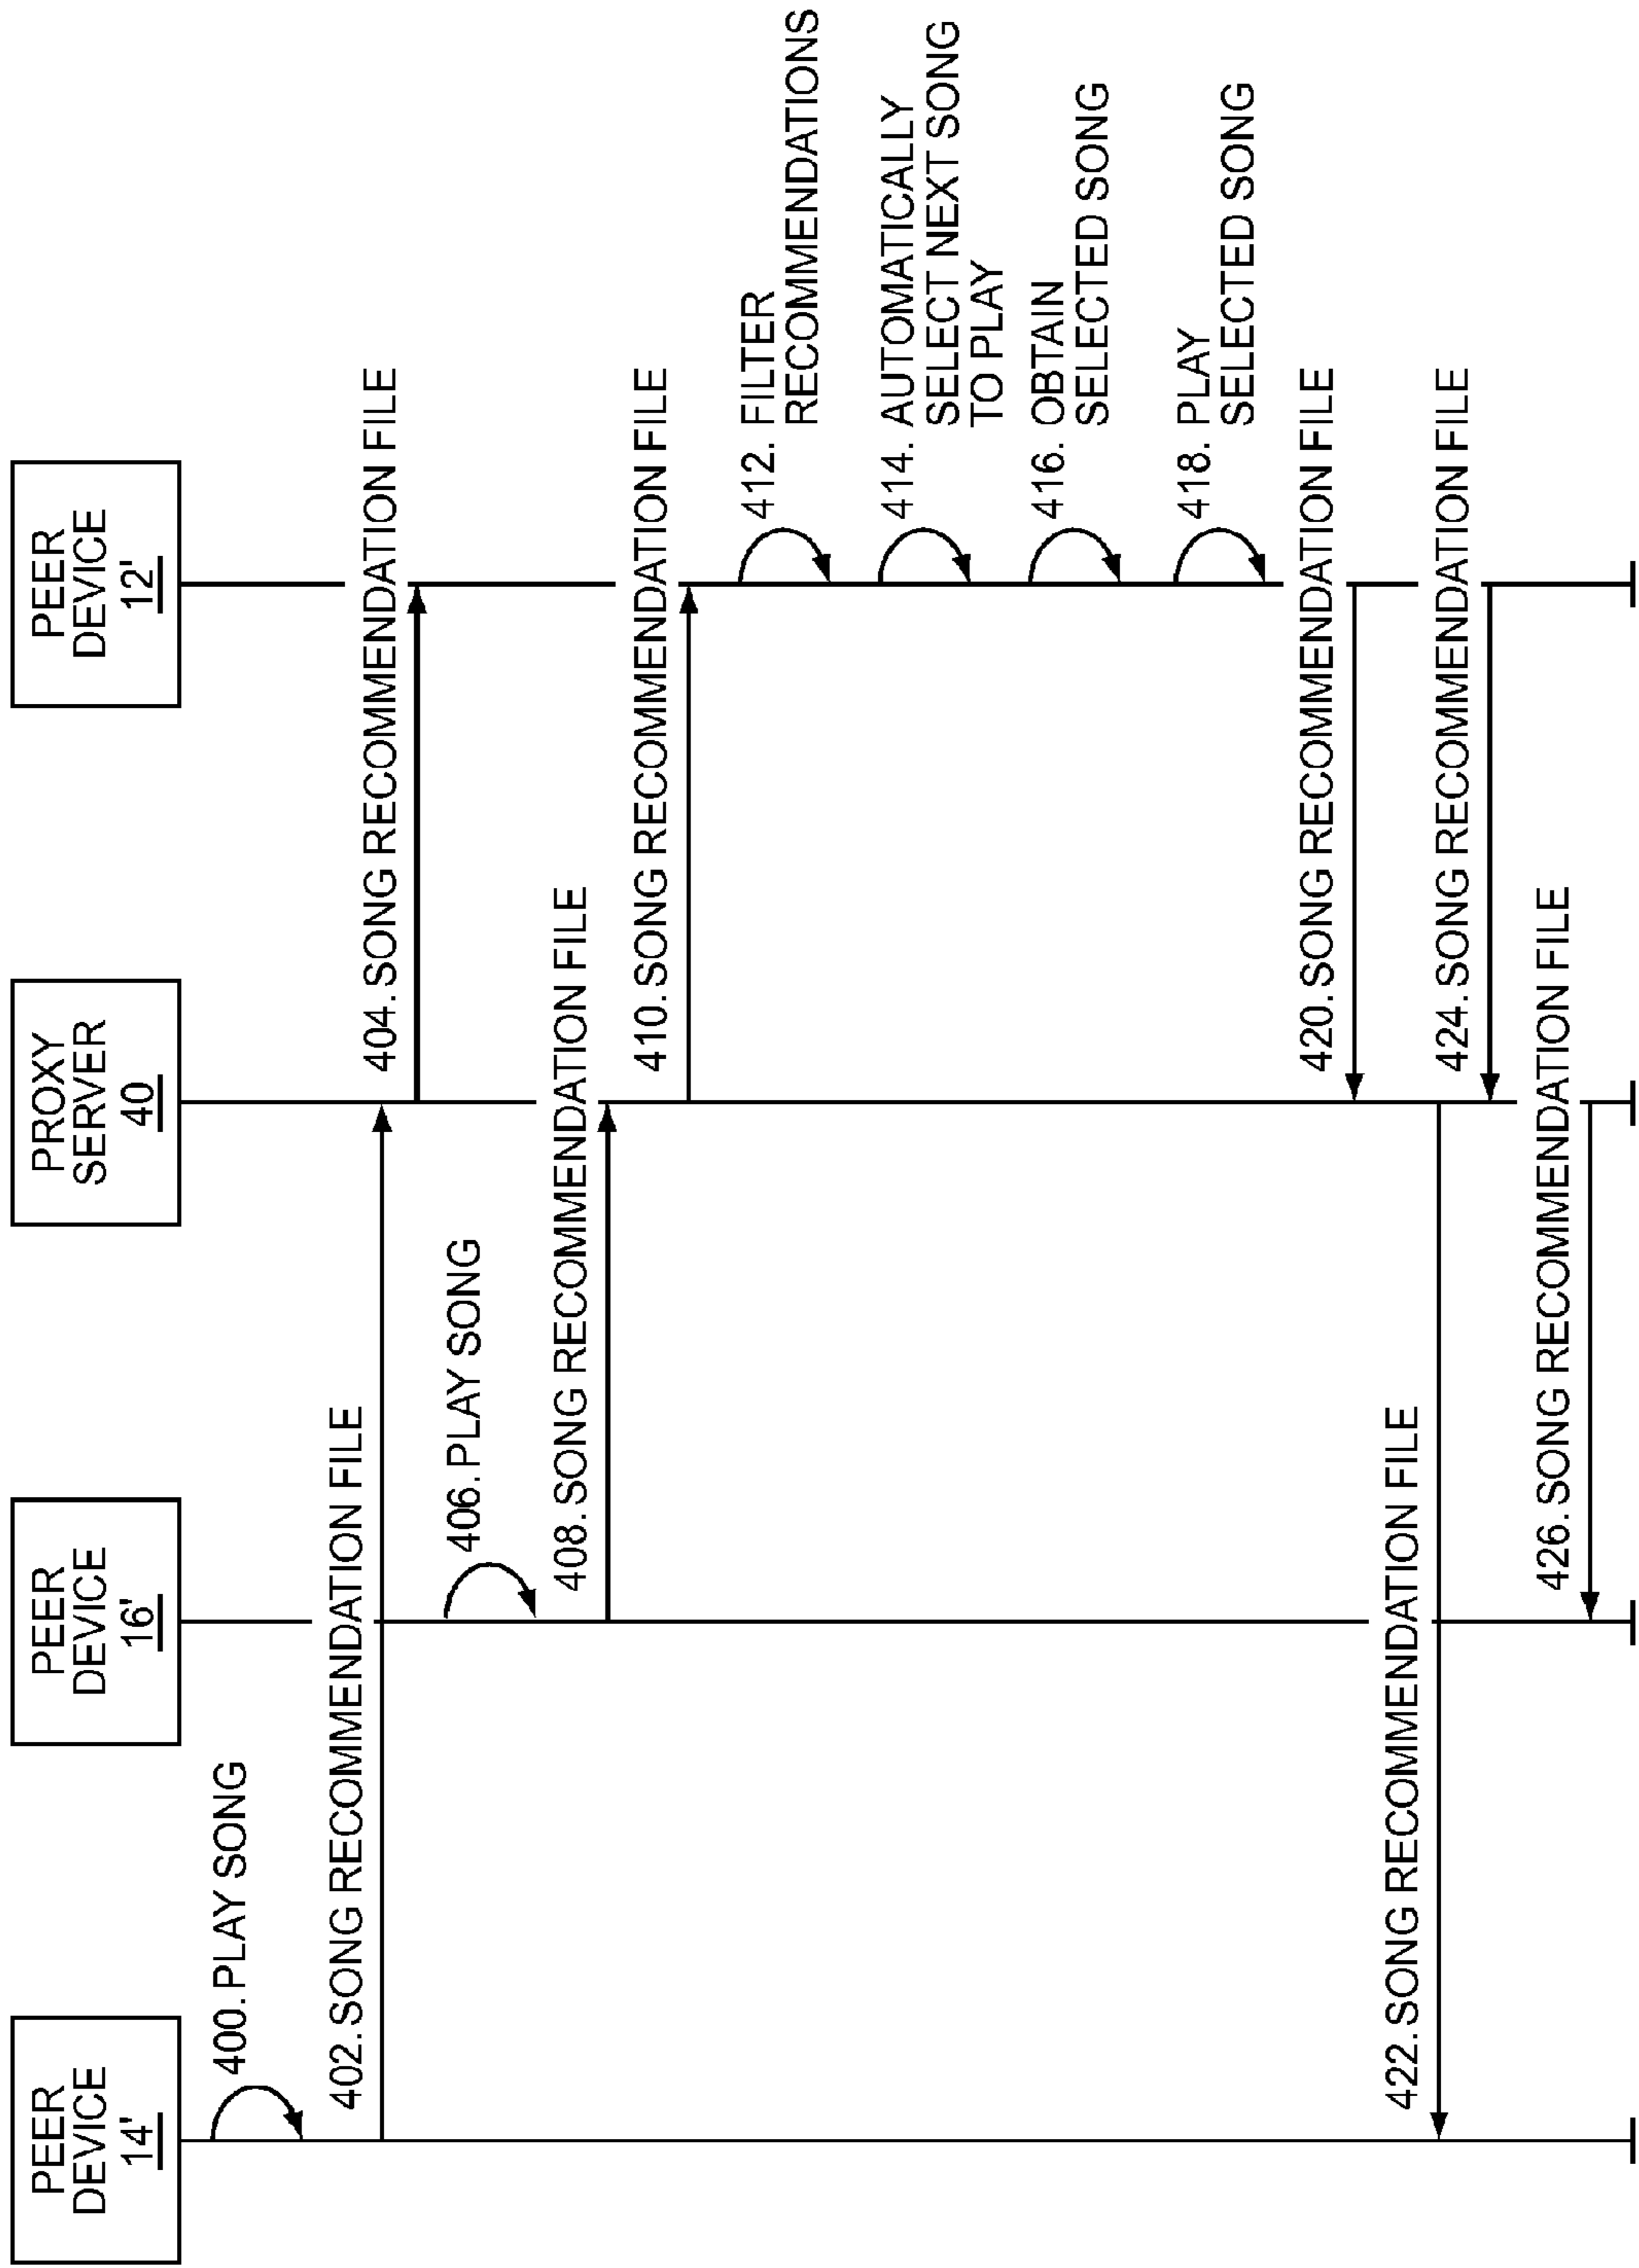 PEER
DEVICE
14'
PEER
DEVICE
16'
PROXY
SERVER
40
PEER
DEVICE
12'
400. PLAY SONG
402. SONG RECOMMENDATION FILE
404. SONG RECOMMENDATION FILE
406. PLAY SONG
408. SONG RECOMMENDATION FILE
410. SONG RECOMMENDATION FILE
412. FILTER
RECOMMENDATIONS
414. AUTOMATICALLY
SELECT NEXT SONG
TO PLAY
416. OBTAIN
SELECTED SONG
418. PLAY
SELECTED SONG
420. SONG RECOMMENDATION FILE
422. SONG RECOMMENDATION FILE
424. SONG RECOMMENDATION FILE
426. SONG RECOMMENDATION FILE